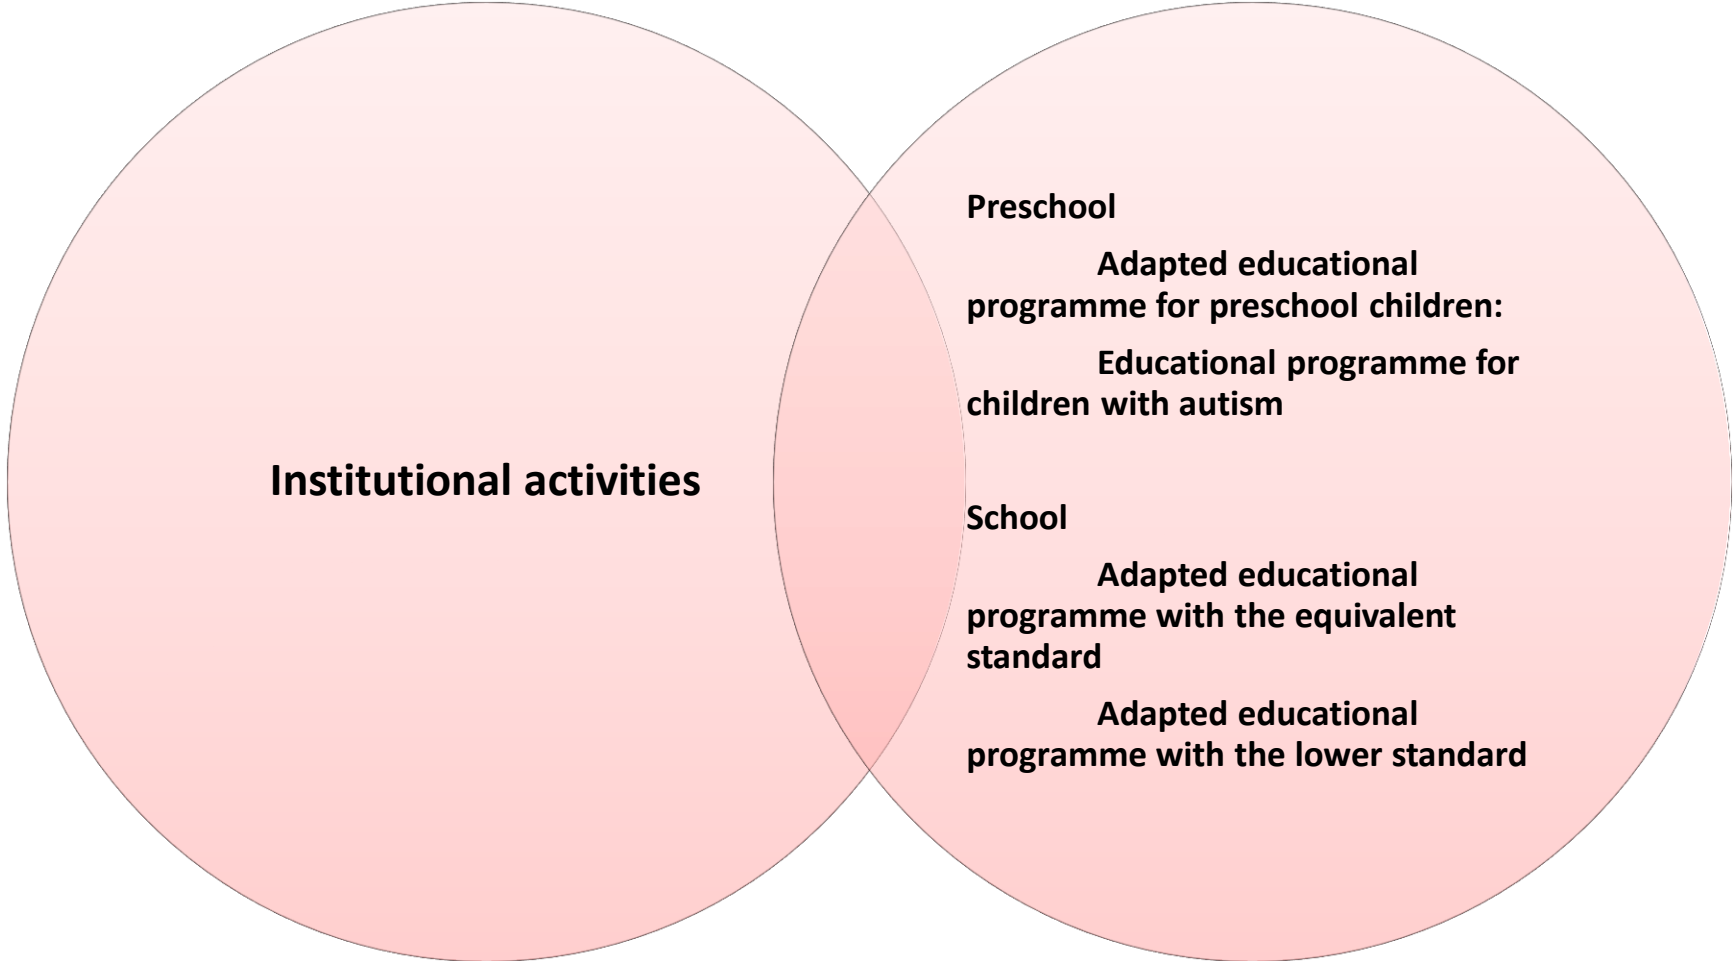 Institutional activities
Preschool
Adapted educational
programme for preschool children:
Educational programme for
children with autism
School
Adapted educational
programme with the equivalent
standard
Adapted educational
programme with the lower standard